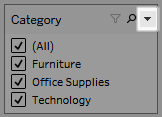 Category
(All)
Furniture
Office Supplies
Technology